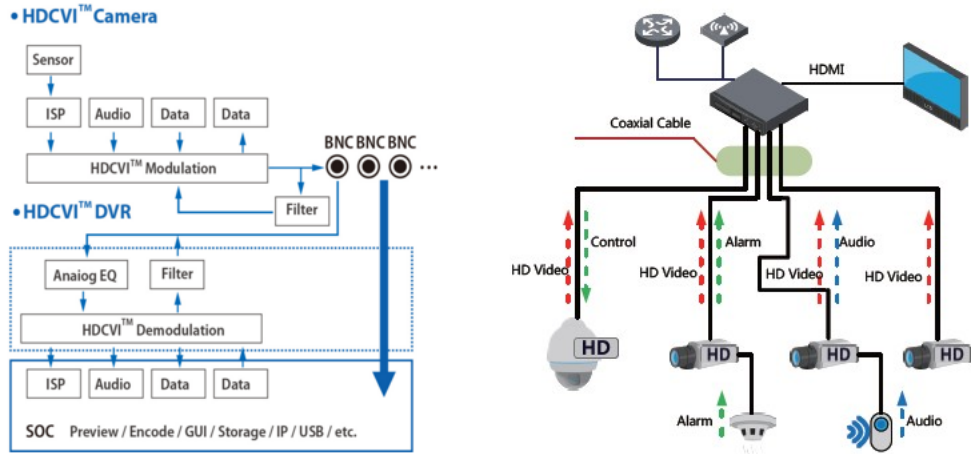 • HDCVI™ Camera
Sensor
ISP Audio Data Data
HDCVI™ Modulation
BNC BNC BNC
...
Filter
• HDCVI™ DVR
Anaiog EQ Filter
HDCVI™ Demodulation
ISP Audio Data Data
SOC Preview / Encode / GUI / Storage / IP / USB / etc.
HDMI
Coaxial Cable
Control Alarm Audio
HD Video HD Video HD Video HD Video
HD HD HD HD
Alarm Audio